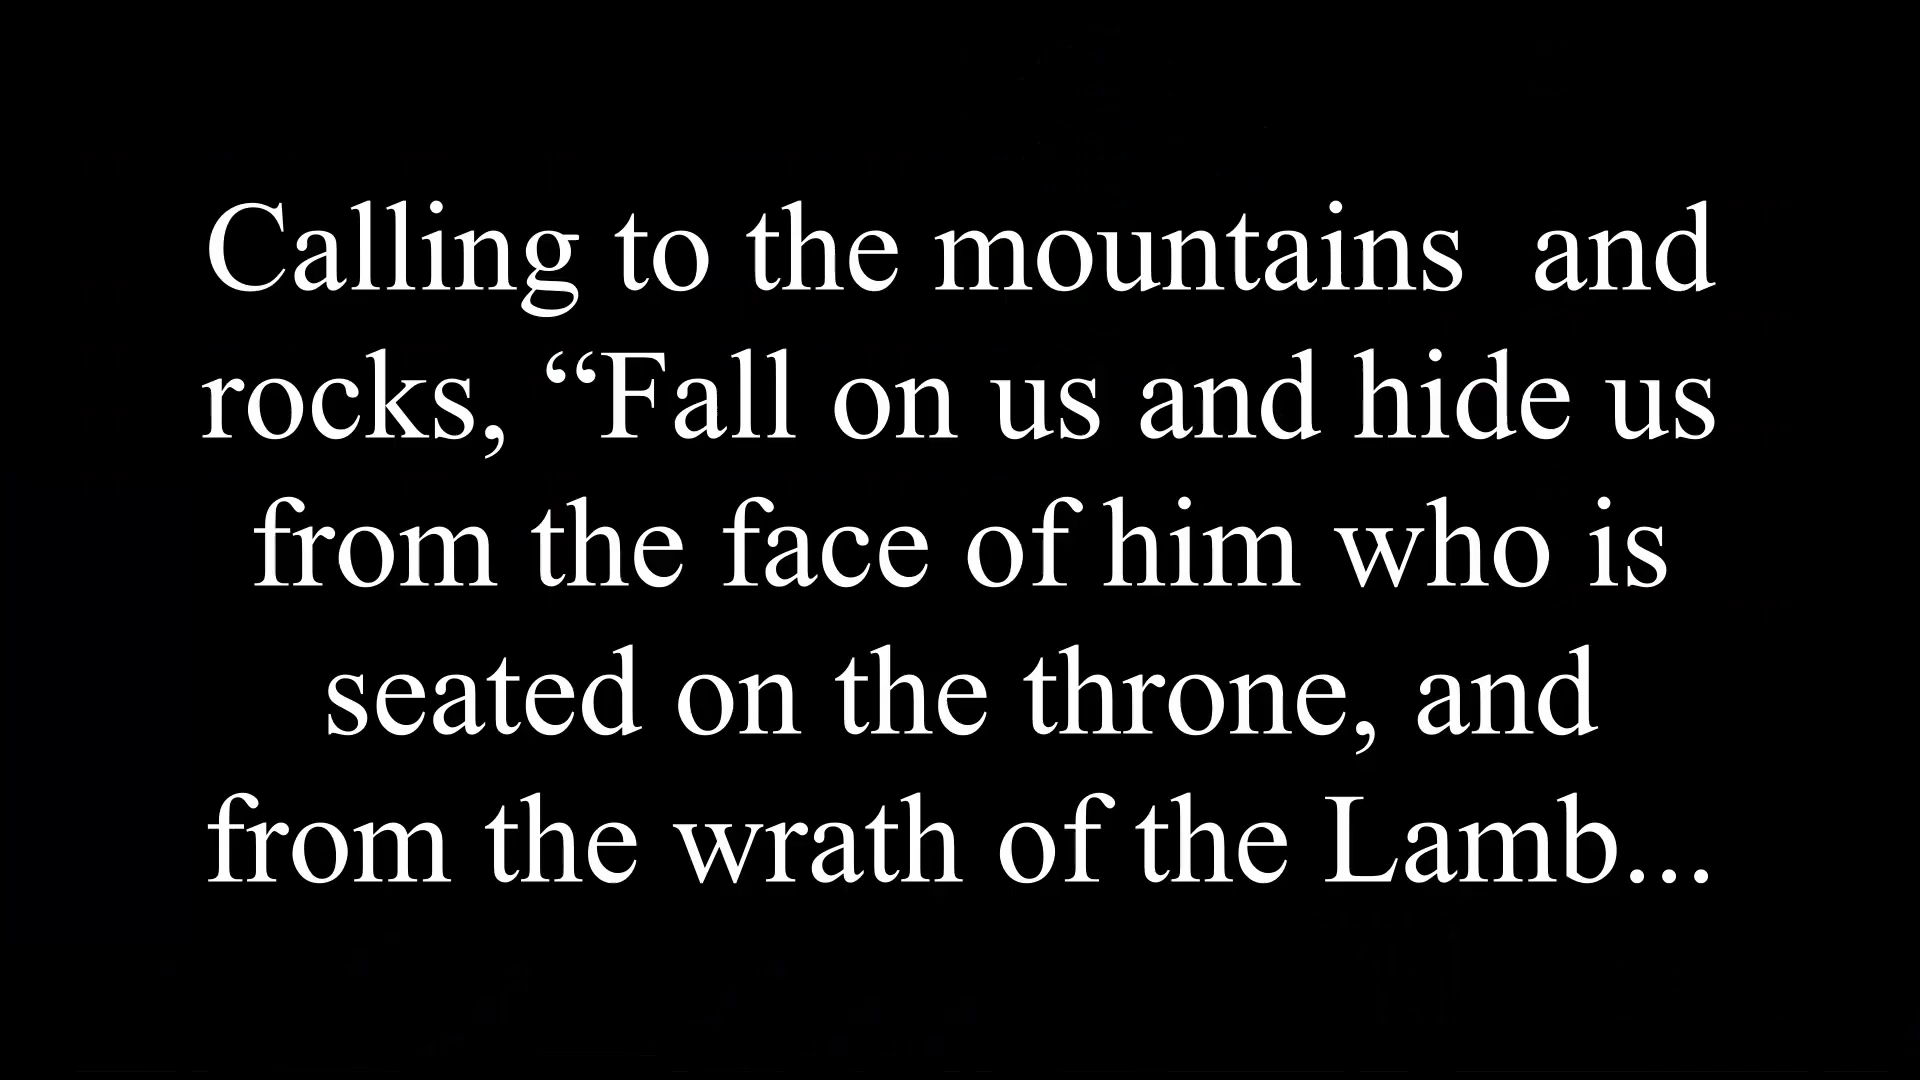 Calling to the mountains  and
rocks, “Fall on us and hide us
from the face of him who is
seated on the throne, and
from the wrath of the Lamb...